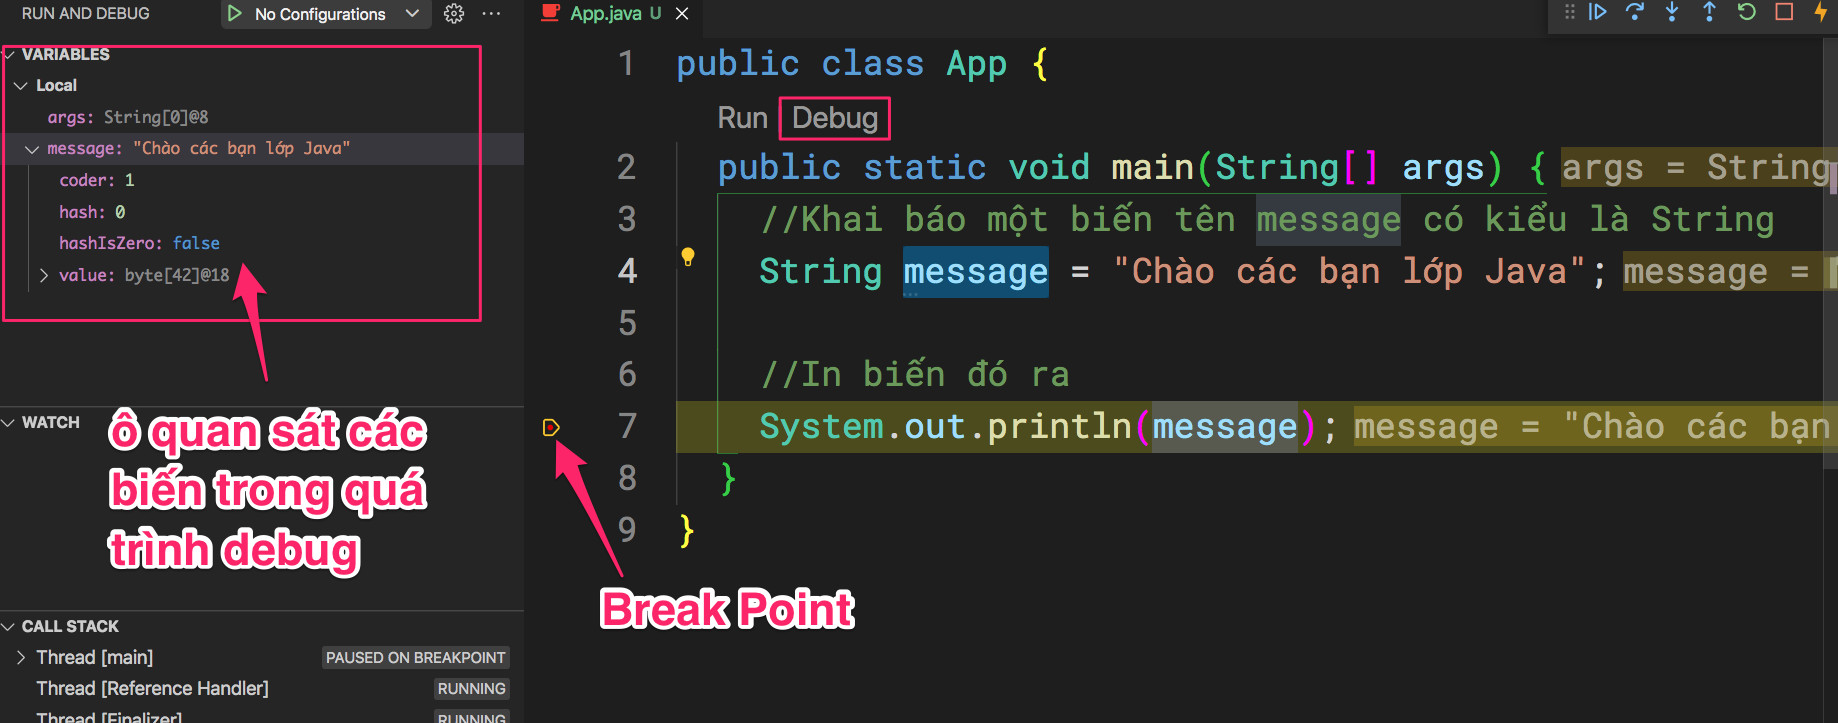 RUN AND DEBUG
No Configurations
VARIABLES
Local
args: String[0]@8
message: "Chào các bạn lớp Java"
coder: 1
hash: 0
hashIsZero: false
value: byte[42]@18
WATCH
ô quan sát các
biến trong quá
trình debug
CALL STACK
Thread [main] PAUSED ON BREAKPOINT
Thread [Reference Handler] RUNNING
Thread [Finalizer] RUNNING
App.java U
1 public class App {
Run Debug
2 public static void main(String[] args) { args = String
3 //Khai báo một biến tên message có kiểu là String
4 String message = "Chào các bạn lớp Java"; message = "
5
6 //In biến đó ra
7 System.out.println(message); message = "Chào các bạn
8 }
9 }
Break Point